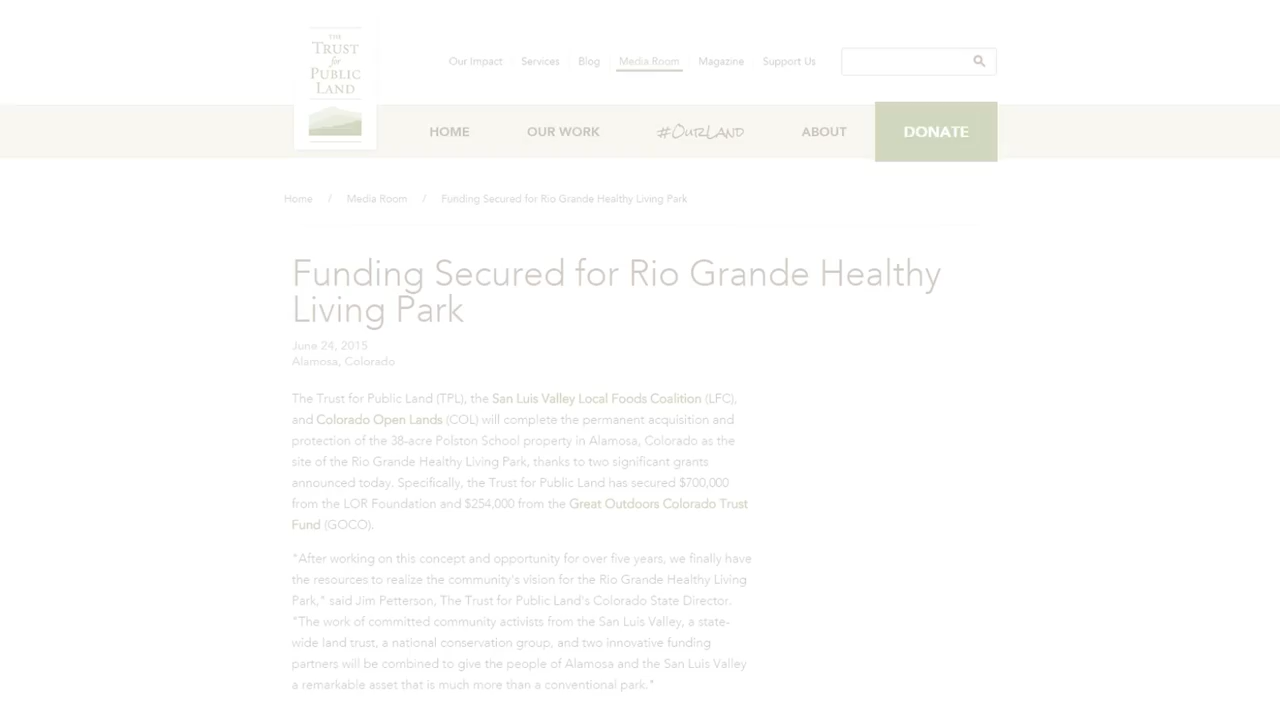 THE
TRUST
for
PUBLIC
LAND
Our Impact
Services
Blog
Media Room
Magazine
Support Us
HOME
OUR WORK
#OurLand
ABOUT
DONATE
Home / Media Room / Funding Secured for Rio Grande Healthy Living Park
Funding Secured for Rio Grande Healthy
Living Park
June 24, 2015
Alamosa, Colorado
The Trust for Public Land (TPL), the San Luis Valley Local Foods Coalition (LFC),
and Colorado Open Lands (COL) will complete the permanent acquisition and
protection of the 38-acre Polston School property in Alamosa, Colorado as the
site of the Rio Grande Healthy Living Park, thanks to two significant grants
announced today. Specifically, the Trust for Public Land has secured $700,000
from the LOR Foundation and $254,000 from the Great Outdoors Colorado Trust
Fund (GOCO).
"After working on this concept and opportunity for over five years, we finally have
the resources to realize the community's vision for the Rio Grande Healthy Living
Park," said Jim Petterson, The Trust for Public Land's Colorado State Director.
"The work of committed community activists from the San Luis Valley, a state-
wide land trust, a national conservation group, and two innovative funding
partners will be combined to give the people of Alamosa and the San Luis Valley
a remarkable asset that is much more than a conventional park."